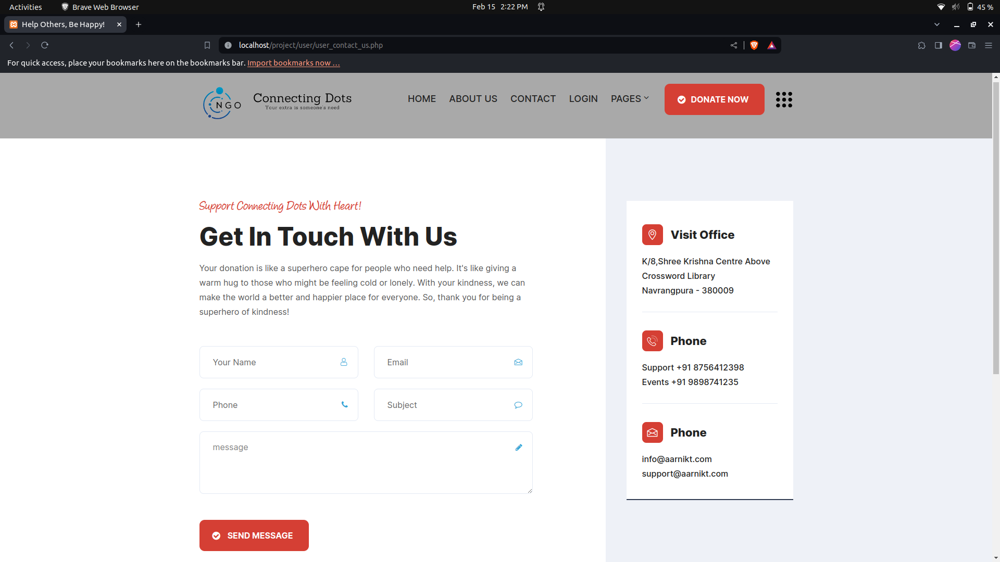 Activities
Brave Web Browser
Feb 15 2:22 PM
45 %
Help Others, Be Happy!
localhost/project/user/user_contact_us.php
For quick access, place your bookmarks here on the bookmarks bar. Import bookmarks now ...
NGO
Connecting Dots
Your extra is someone's need
HOME
ABOUT US
CONTACT
LOGIN
PAGES
DONATE NOW
Support Connecting Dots With Heart!
Get In Touch With Us
Your donation is like a superhero cape for people who need help. It's like giving a
warm hug to those who might be feeling cold or lonely. With your kindness, we can
make the world a better and happier place for everyone. So, thank you for being a
superhero of kindness!
Your Name
Email
Phone
Subject
message
SEND MESSAGE
Visit Office
K/8,Shree Krishna Centre Above
Crossword Library
Navrangpura - 380009
Phone
Support +91 8756412398
Events +91 9898741235
Phone
info@aarnikt.com
support@aarnikt.com